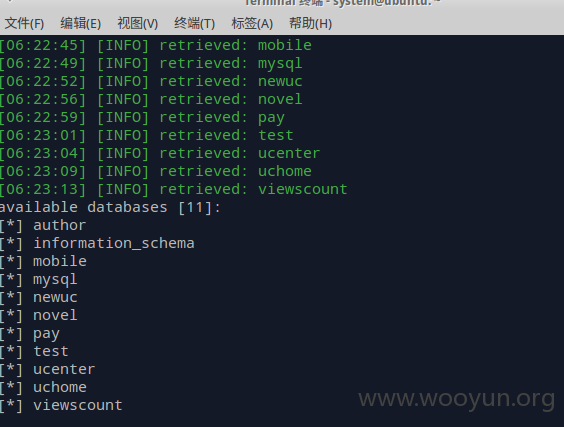 Terminal 终端 - system@ubuntu: ~
文件(F) 编辑(E) 视图(V) 终端(T) 标签(A) 帮助(H)
[06:22:45] [INFO] retrieved: mobile
[06:22:49] [INFO] retrieved: mysql
[06:22:52] [INFO] retrieved: newuc
[06:22:56] [INFO] retrieved: novel
[06:22:59] [INFO] retrieved: pay
[06:23:01] [INFO] retrieved: test
[06:23:04] [INFO] retrieved: ucenter
[06:23:09] [INFO] retrieved: uchome
[06:23:13] [INFO] retrieved: viewscount
available databases [11]:
[*] author
[*] information_schema
[*] mobile
[*] mysql
[*] newuc
[*] novel
[*] pay
[*] test
[*] ucenter
[*] uchome
[*] viewscount
www.wooyun.org